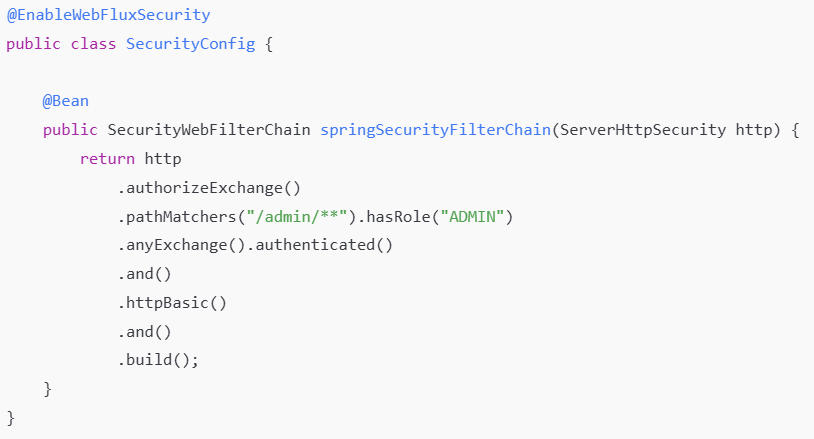 @EnableWebFluxSecurity
public class SecurityConfig {
@Bean
public SecurityWebFilterChain springSecurityFilterChain(ServerHttpSecurity http) {
return http
.authorizeExchange()
.pathMatchers("/admin/**").hasRole("ADMIN")
.anyExchange().authenticated()
.and()
.httpBasic()
.and()
.build();
}
}